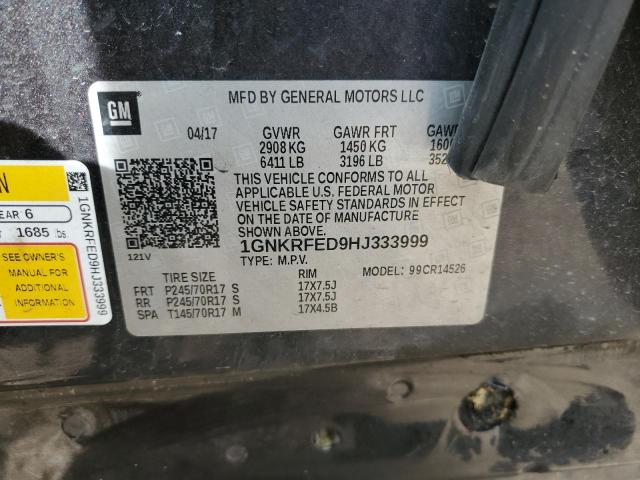 GM
MFD BY GENERAL MOTORS LLC
04/17 GVWR GAWR FRT
2908 KG 1450 KG
6411 LB 3196 LB
THIS VEHICLE CONFORMS TO ALL
APPLICABLE U.S. FEDERAL MOTOR
VEHICLE SAFETY STANDARDS IN EFFECT
ON THE DATE OF MANUFACTURE
SHOWN ABOVE.
1GNKRFED9HJ333999
TYPE: M.P.V.
MODEL: 99CR14526
121V
TIRE SIZE RIM
FRT P245/70R17 S 17X7.5J
RR P245/70R17 S 17X7.5J
SPA T145/70R17 M 17X4.5B
6
1685 lbs
SEE OWNER'S
MANUAL FOR
ADDITIONAL
INFORMATION
1GNKRFED9HJ333999